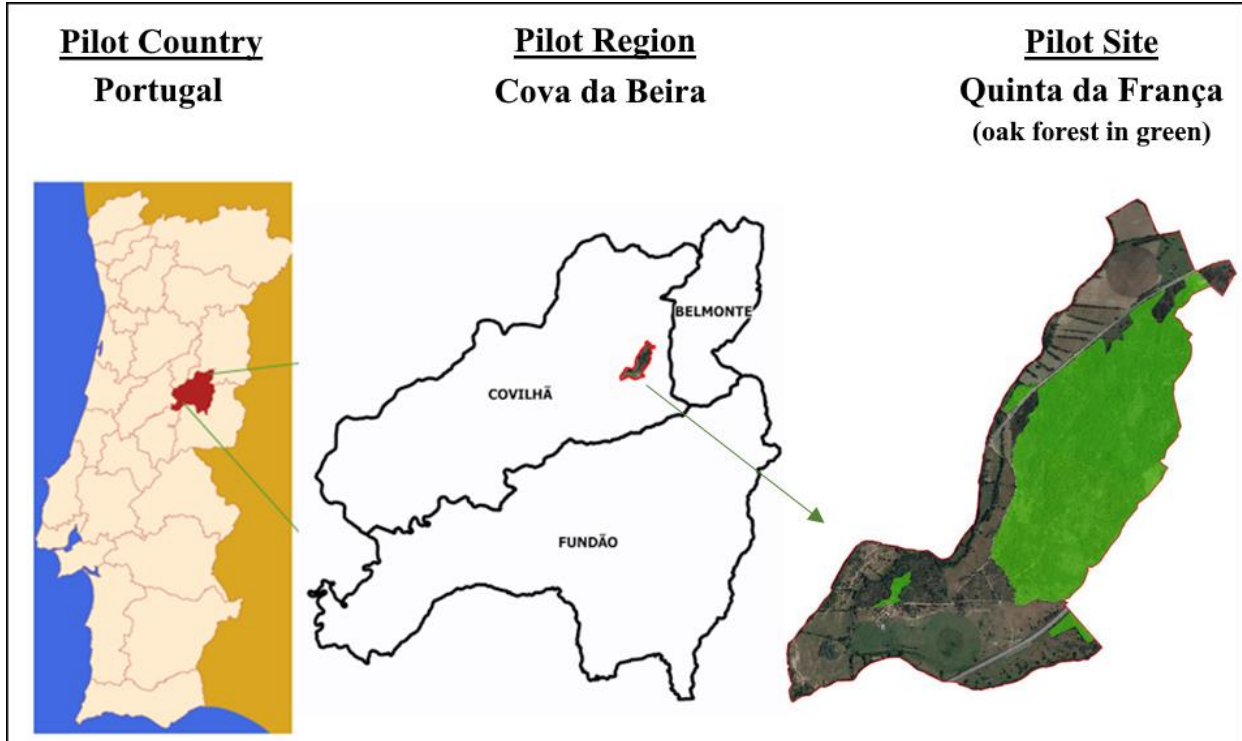 Pilot Country
Portugal
Pilot Region
Cova da Beira
Pilot Site
Quinta da França
(oak forest in green)
BELMONTE
COVILHÃ
FUNDÃO